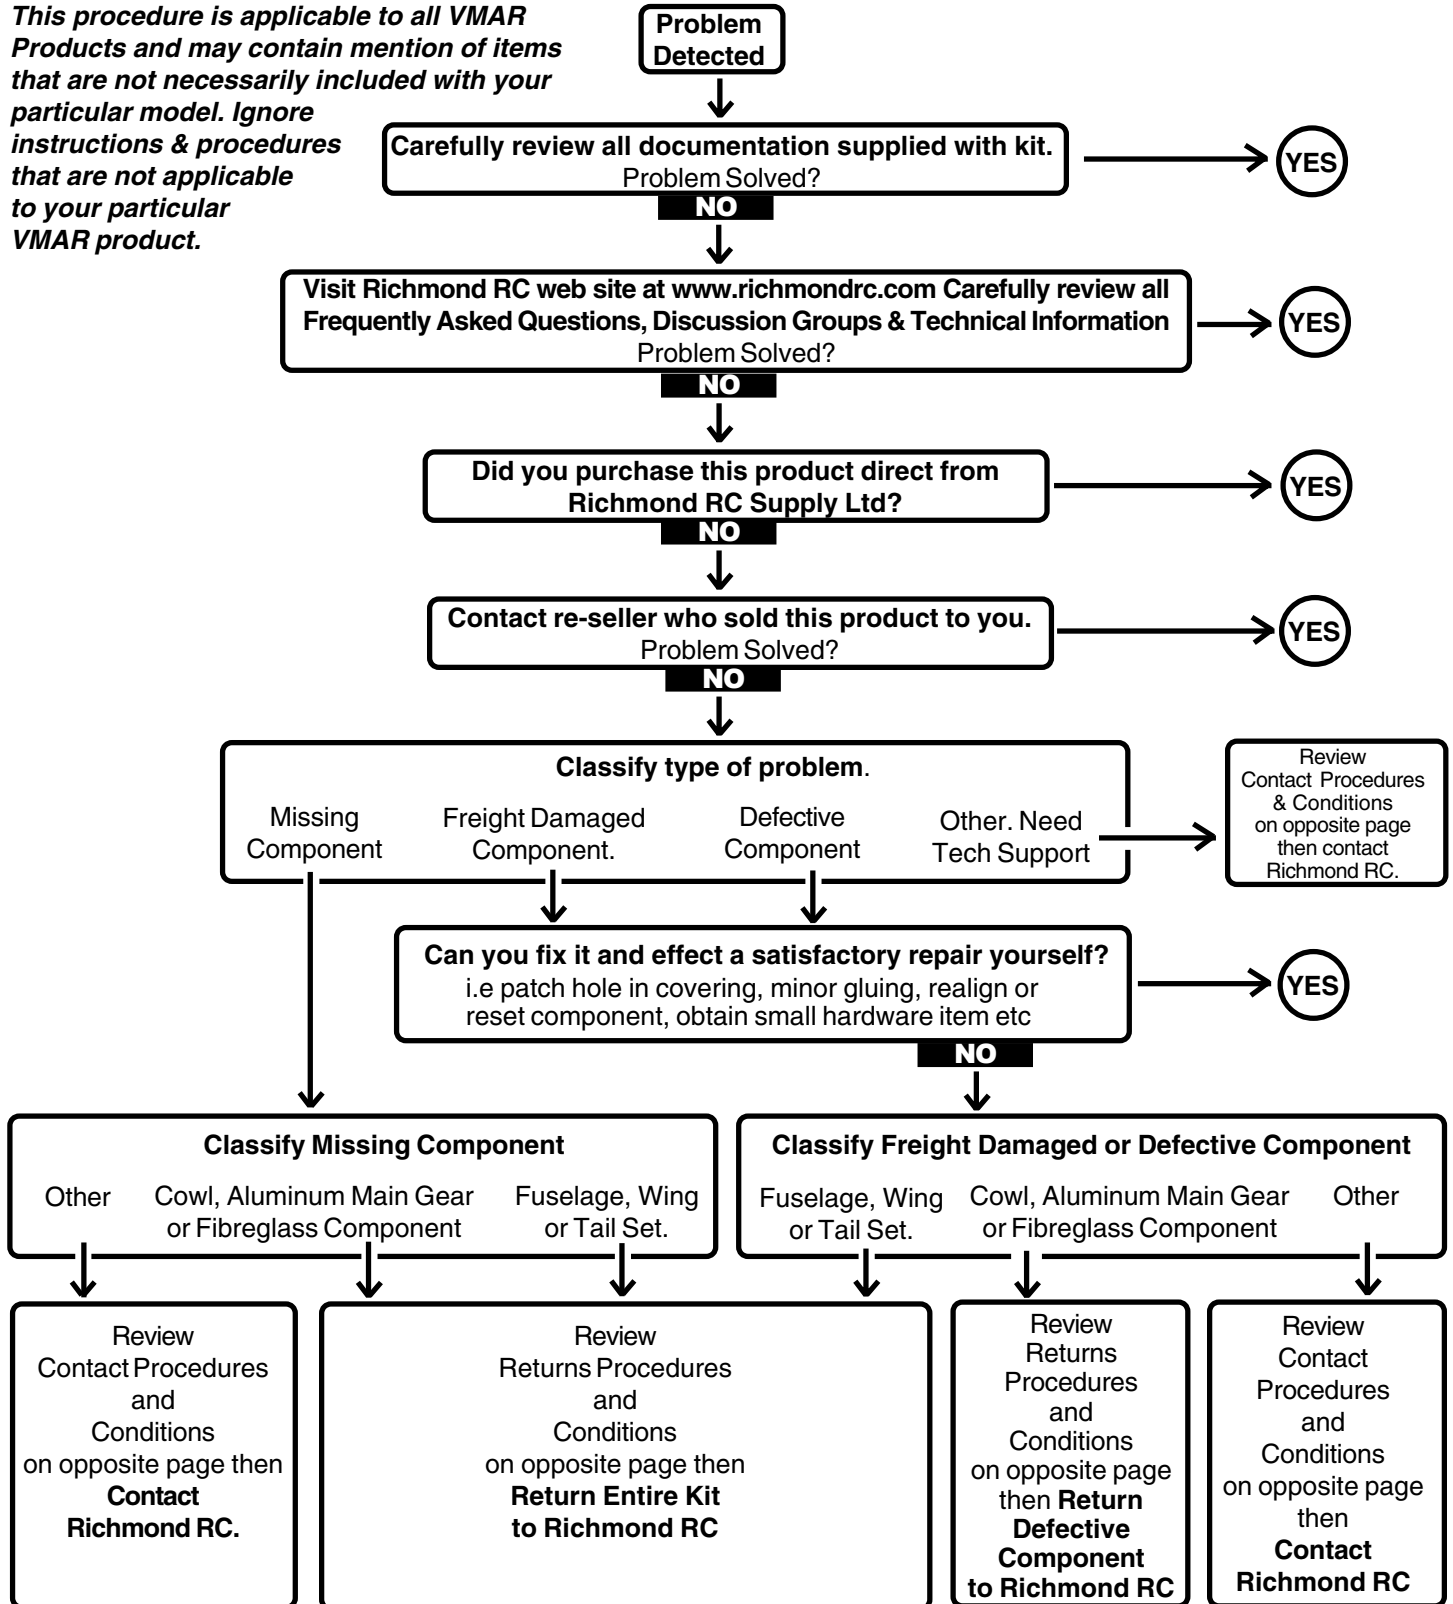 This procedure is applicable to all VMAR
Products and may contain mention of items
that are not necessarily included with your
particular model. Ignore
instructions & procedures
that are not applicable
to your particular
VMAR product.
Problem
Detected
Carefully review all documentation supplied with kit.
Problem Solved?
YES
NO
Visit Richmond RC web site at www.richmondrc.com Carefully review all
Frequently Asked Questions, Discussion Groups & Technical Information
Problem Solved?
YES
NO
Did you purchase this product direct from
Richmond RC Supply Ltd?
YES
NO
Contact re-seller who sold this product to you.
Problem Solved?
YES
NO
Classify type of problem.
Missing
Component
Freight Damaged
Component.
Defective
Component
Other. Need
Tech Support
Review
Contact Procedures
& Conditions
on opposite page
then contact
Richmond RC.
Can you fix it and effect a satisfactory repair yourself?
i.e patch hole in covering, minor gluing, realign or
reset component, obtain small hardware item etc
YES
NO
Classify Missing Component
Other
Cowl, Aluminum Main Gear
or Fibreglass Component
Fuselage, Wing
or Tail Set.
Classify Freight Damaged or Defective Component
Fuselage, Wing
or Tail Set.
Cowl, Aluminum Main Gear
or Fibreglass Component
Other
Review
Contact Procedures
and
Conditions
on opposite page then
Contact
Richmond RC.
Review
Returns Procedures
and
Conditions
on opposite page then
Return Entire Kit
to Richmond RC
Review
Returns
Procedures
and
Conditions
on opposite page
then Return
Defective
Component
to Richmond RC
Review
Contact
Procedures
and
Conditions
on opposite page
then
Contact
Richmond RC